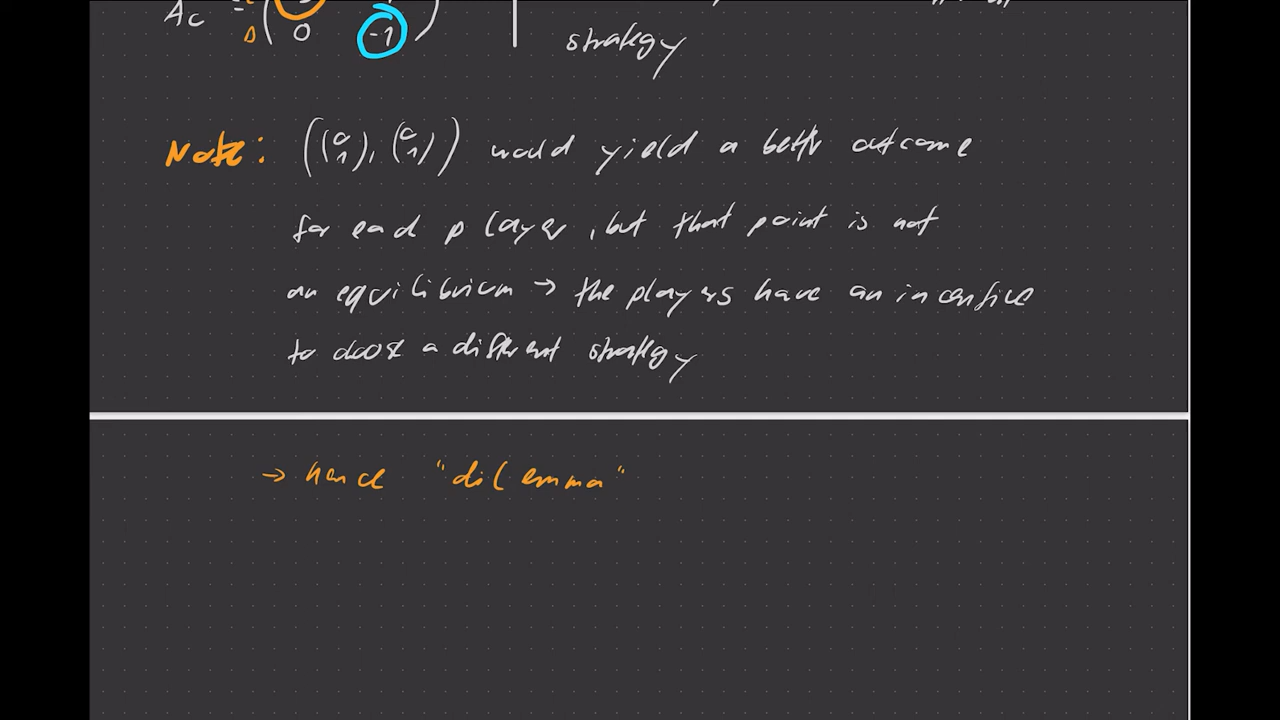 Ac =
D ( 0 -1 )
strategy
Note: ((0 1), (0 1)) would yield a better outcome
for each player, but that point is not
an equilibrium → the players have an incentive
to choose a different strategy
→ hence "dilemma"